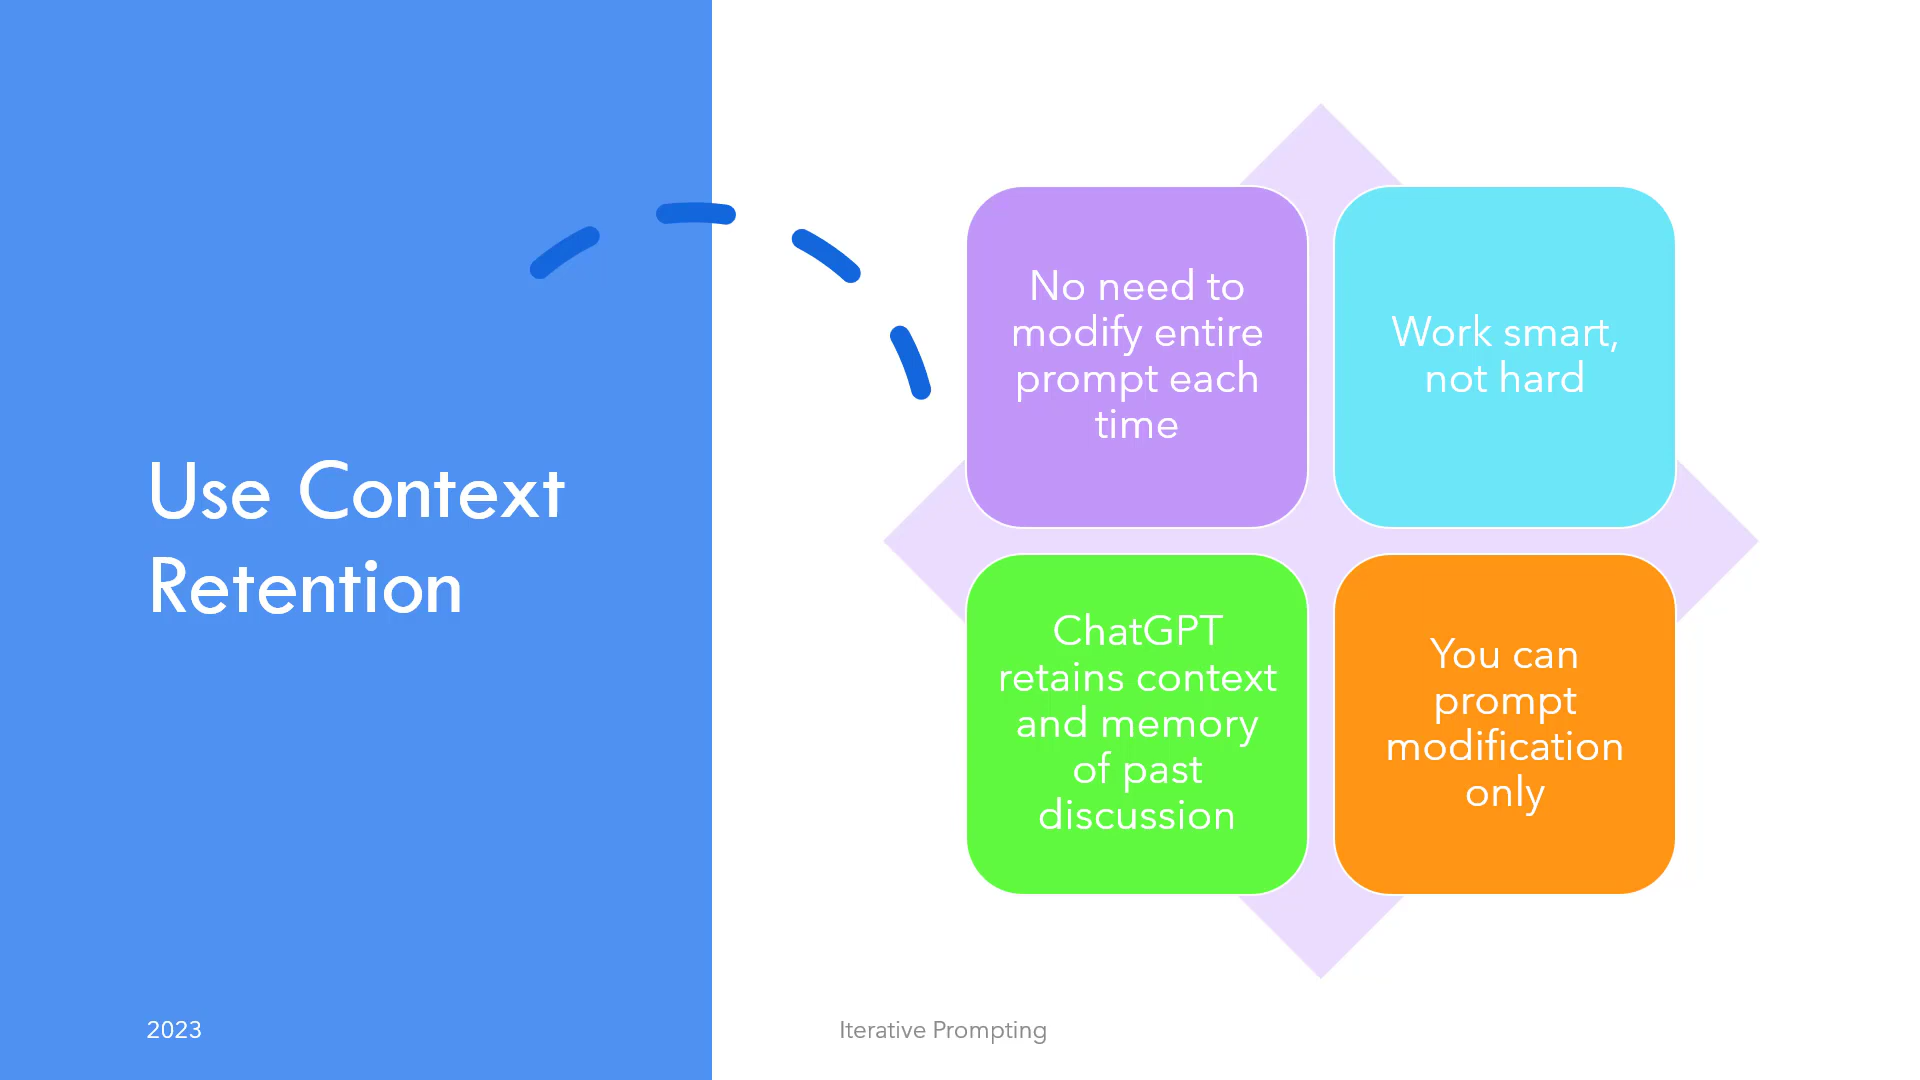 Use Context
Retention
No need to
modify entire
prompt each
time
Work smart,
not hard
ChatGPT
retains context
and memory
of past
discussion
You can
prompt
modification
only
2023
Iterative Prompting